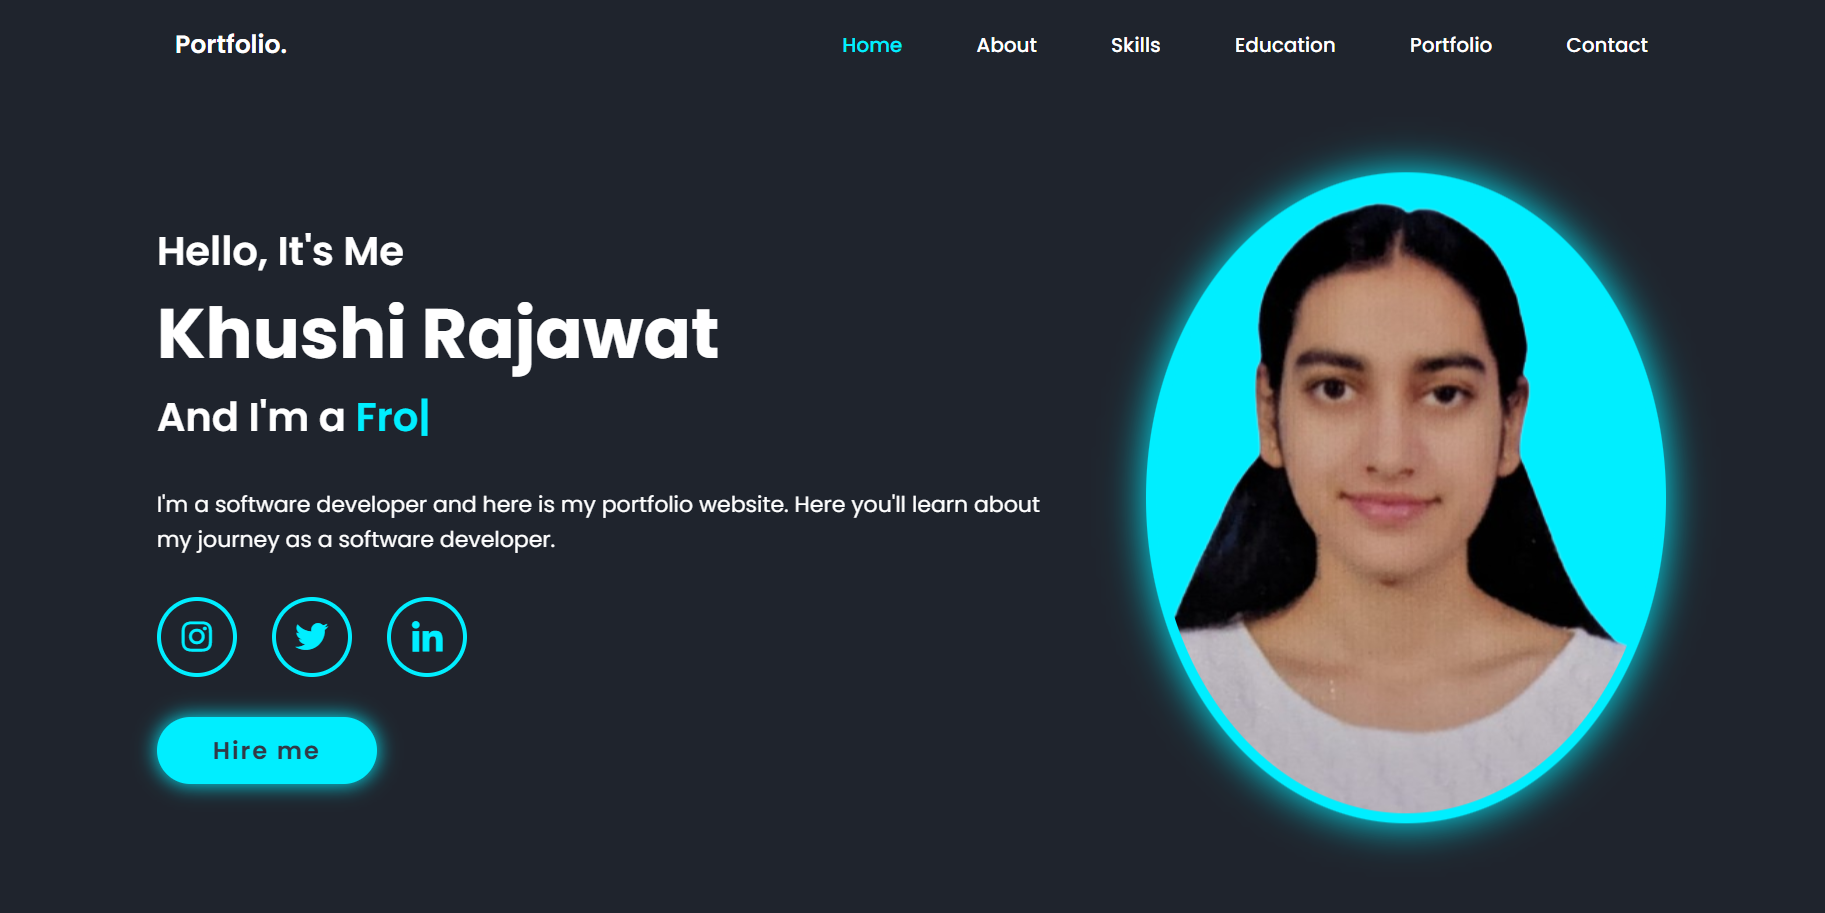 Portfolio.
Home About Skills Education Portfolio Contact
Hello, It's Me
Khushi Rajawat
And I'm a Fro|
I'm a software developer and here is my portfolio website. Here you'll learn about
my journey as a software developer.
Hire me